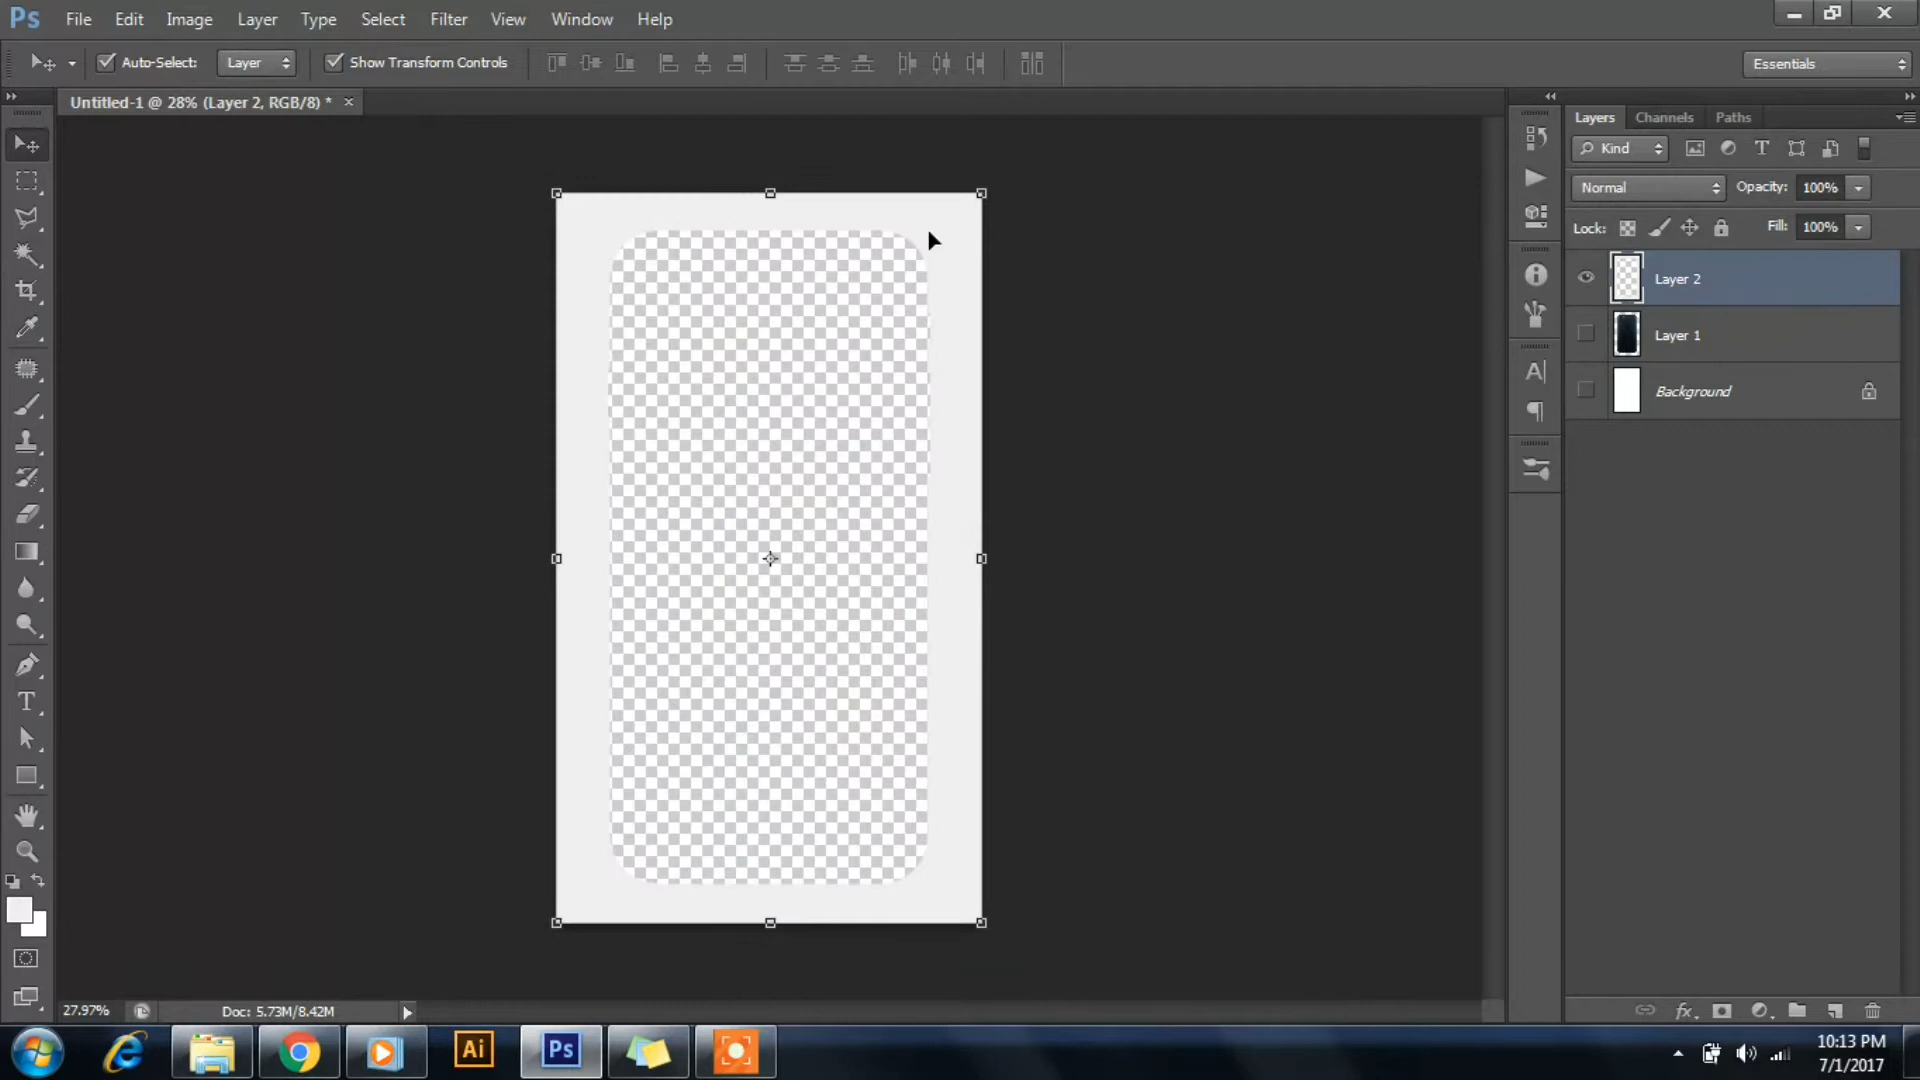 Ps File Edit Image Layer Type Select Filter View Window Help
Auto-Select: Layer Show Transform Controls Essentials
Untitled-1 @ 28% (Layer 2, RGB/8) *
Layers Channels Paths
Kind
Normal Opacity: 100%
Lock: Fill: 100%
Layer 2
Layer 1
Background
27.97% Doc: 5.73M/8.42M
Ai Ps
10:13 PM
7/1/2017